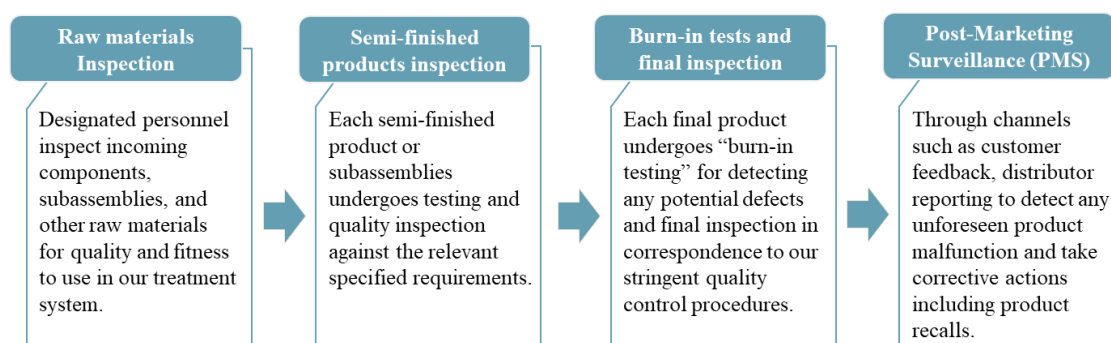 Raw materials
Inspection
Designated personnel
inspect incoming
components,
subassemblies, and
other raw materials
for quality and fitness
to use in our treatment
system.
Semi-finished
products inspection
Each semi-finished
product or
subassemblies
undergoes testing and
quality inspection
against the relevant
specified requirements.
Burn-in tests and
final inspection
Each final product
undergoes “burn-in
testing” for detecting
any potential defects
and final inspection in
correspondence to our
stringent quality
control procedures.
Post-Marketing
Surveillance (PMS)
Through channels
such as customer
feedback, distributor
reporting to detect any
unforeseen product
malfunction and take
corrective actions
including product
recalls.